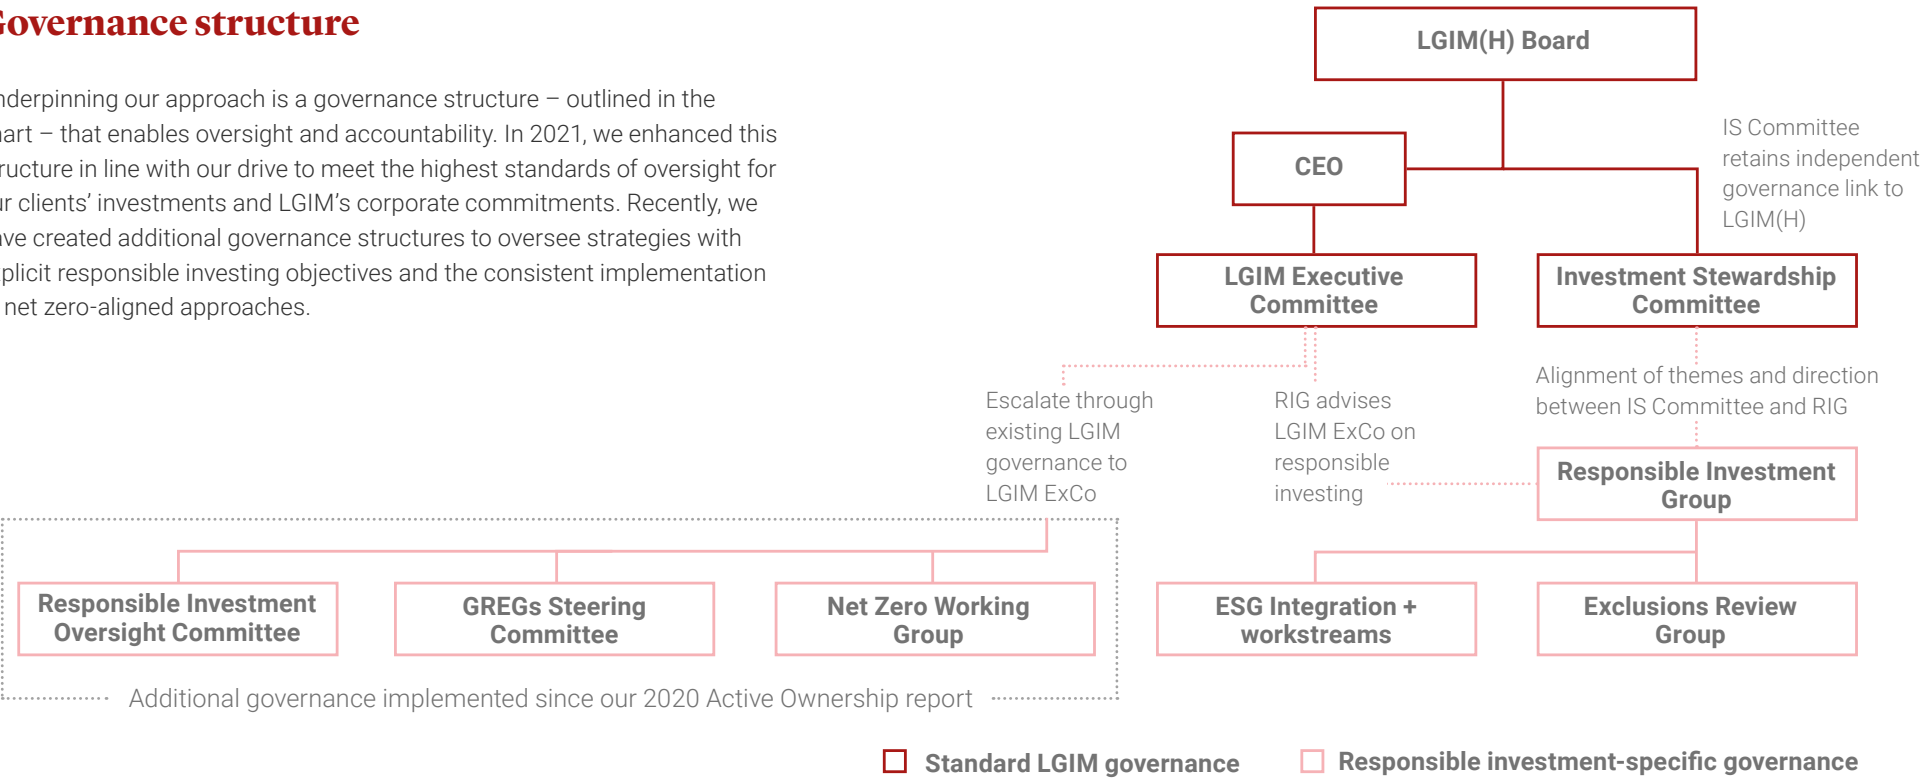 Governance structure
nderpinning our approach is a governance structure – outlined in the
art – that enables oversight and accountability. In 2021, we enhanced this
ructure in line with our drive to meet the highest standards of oversight for
ur clients’ investments and LGIM’s corporate commitments. Recently, we
ave created additional governance structures to oversee strategies with
plicit responsible investing objectives and the consistent implementation
net zero-aligned approaches.
LGIM(H) Board
CEO
IS Committee
retains independent
governance link to
LGIM(H)
LGIM Executive
Committee
Investment Stewardship
Committee
Escalate through
existing LGIM
governance to
LGIM ExCo
RIG advises
LGIM ExCo on
responsible
investing
Alignment of themes and direction
between IS Committee and RIG
Responsible Investment
Group
Responsible Investment
Oversight Committee
GREGs Steering
Committee
Net Zero Working
Group
ESG Integration +
workstreams
Exclusions Review
Group
Additional governance implemented since our 2020 Active Ownership report
Standard LGIM governance
Responsible investment-specific governance